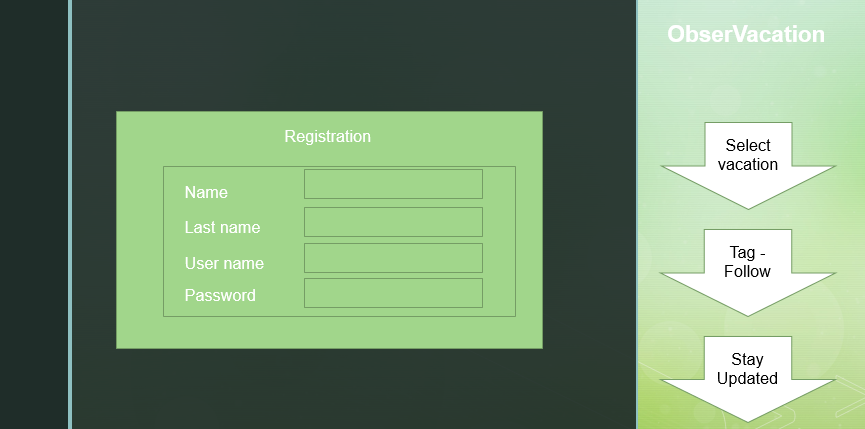 ObserVacation
Registration
Name
Last name
User name
Password
Select
vacation
Tag -
Follow
Stay
Updated